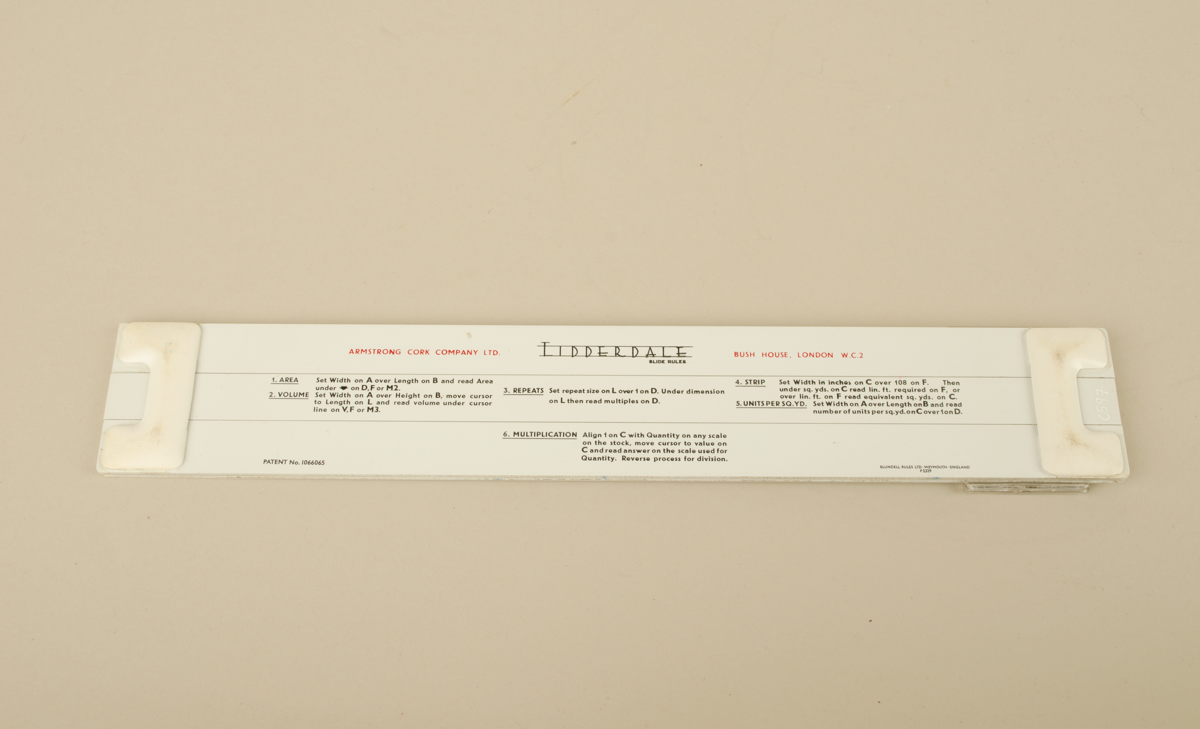 ARMSTRONG CORK COMPANY LTD.
TIDDERDALE
SLIDE RULES
BUSH HOUSE, LONDON W.C.2
1. AREA Set Width on A over Length on B and read Area
under ❤ on D, F or M2.
2. VOLUME Set Width on A over Height on B, move cursor
to Length on L and read volume under cursor
line on V, F or M3.
3. REPEATS Set repeat size on L over 1 on D. Under dimension
on L then read multiples on D.
4. STRIP Set Width in inches on C over 108 on F. Then
under sq. yds. on C read lin. ft. required on F, or
over lin. ft. on F read equivalent sq. yds. on C.
5. UNITS PER SQ. YD. Set Width on A over Length on B and read
number of units per sq. yd. on C over 1 on D.
6. MULTIPLICATION Align 1 on C with Quantity on any scale
on the stock, move cursor to value on
C and read answer on the scale used for
Quantity. Reverse process for division.
PATENT No. 1066065
BLUNDELL RULES LTD · WEYMOUTH · ENGLAND